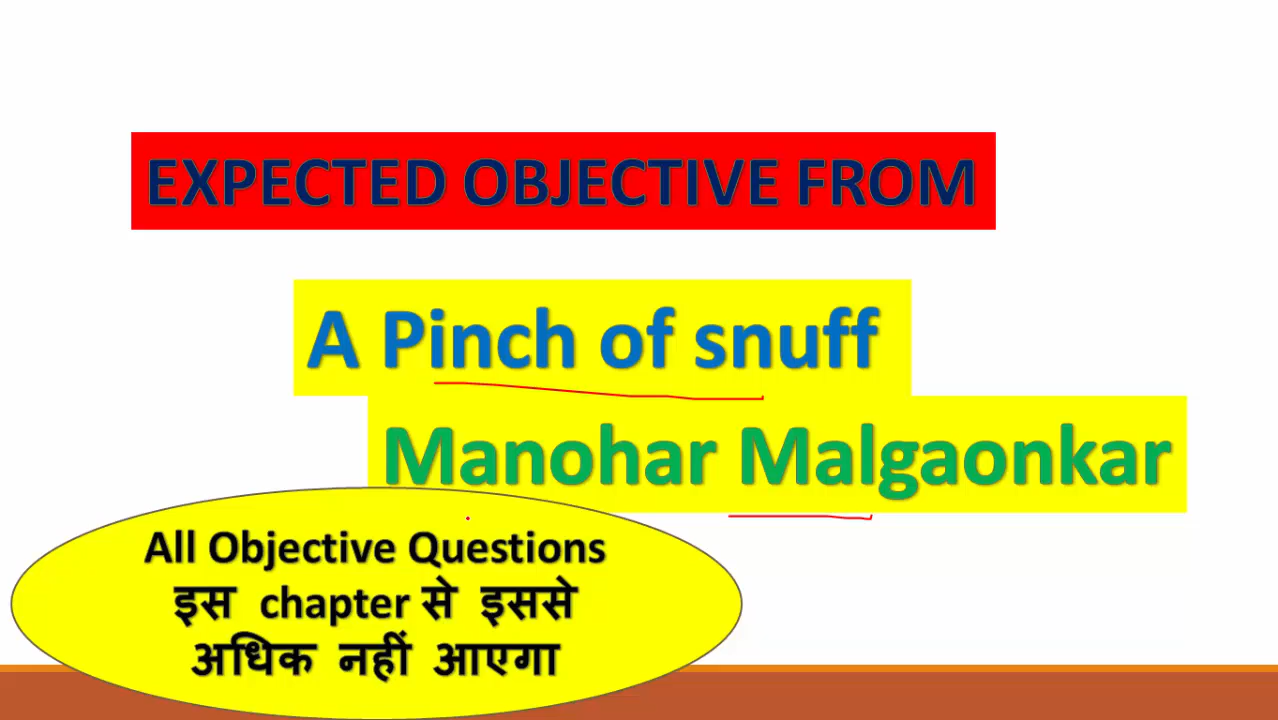 EXPECTED OBJECTIVE FROM
A Pinch of snuff
Manohar Malgaonkar
All Objective Questions
इस chapter से इससे
अधिक नहीं आएगा